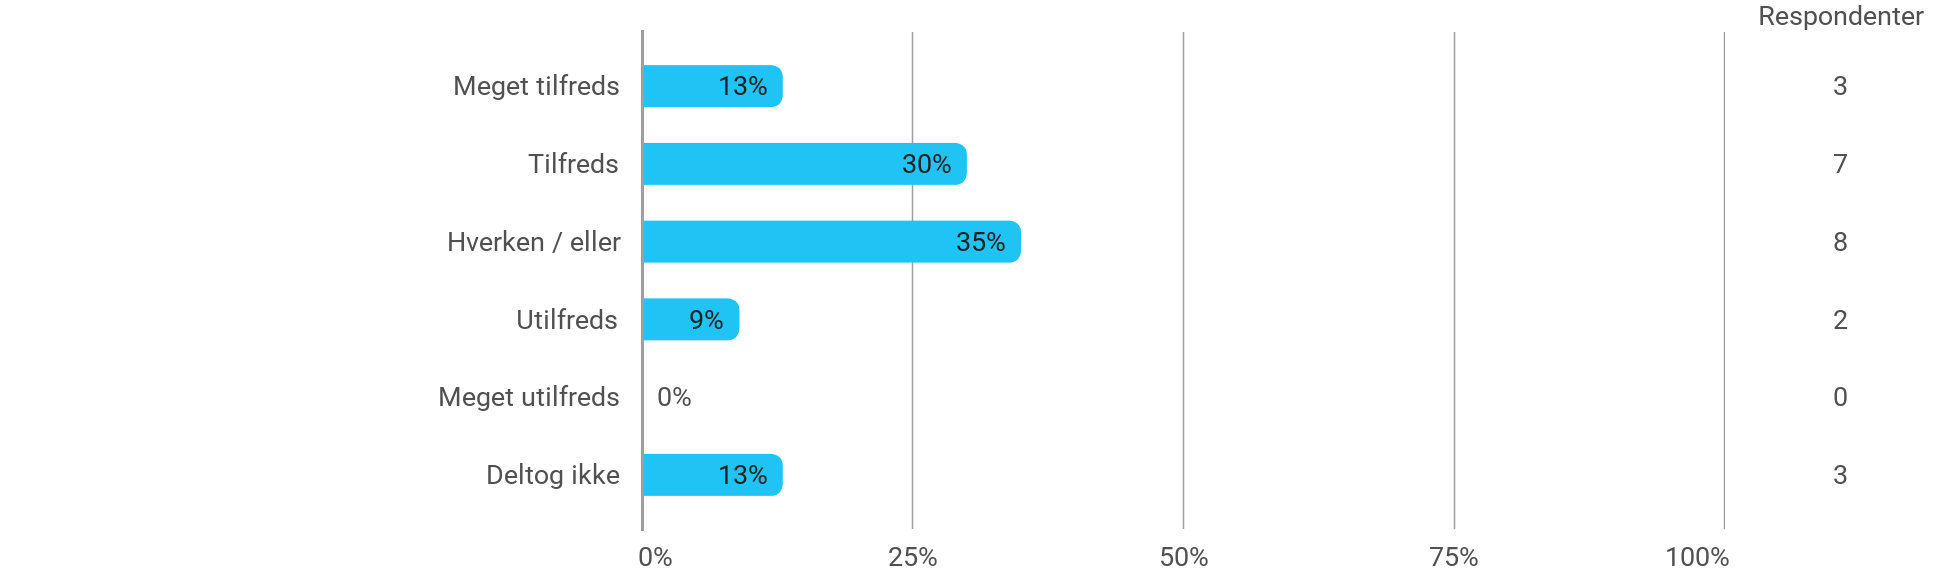 Respondenter
Meget tilfreds 13% 3
Tilfreds 30% 7
Hverken / eller 35% 8
Utilfreds 9% 2
Meget utilfreds 0% 0
Deltog ikke 13% 3
0% 25% 50% 75% 100%